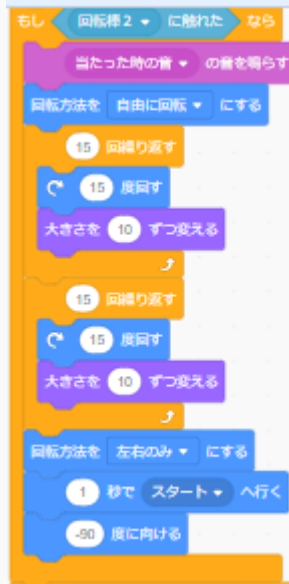 もし 回転棒2 に触れた なら
当たった時の音 の音を鳴らす
回転方法を 自由に回転 にする
15 回繰り返す
15 度回す
大きさを 10 ずつ変える
15 回繰り返す
15 度回す
大きさを 10 ずつ変える
回転方法を 左右のみ にする
1 秒で スタート へ行く
-90 度に向ける